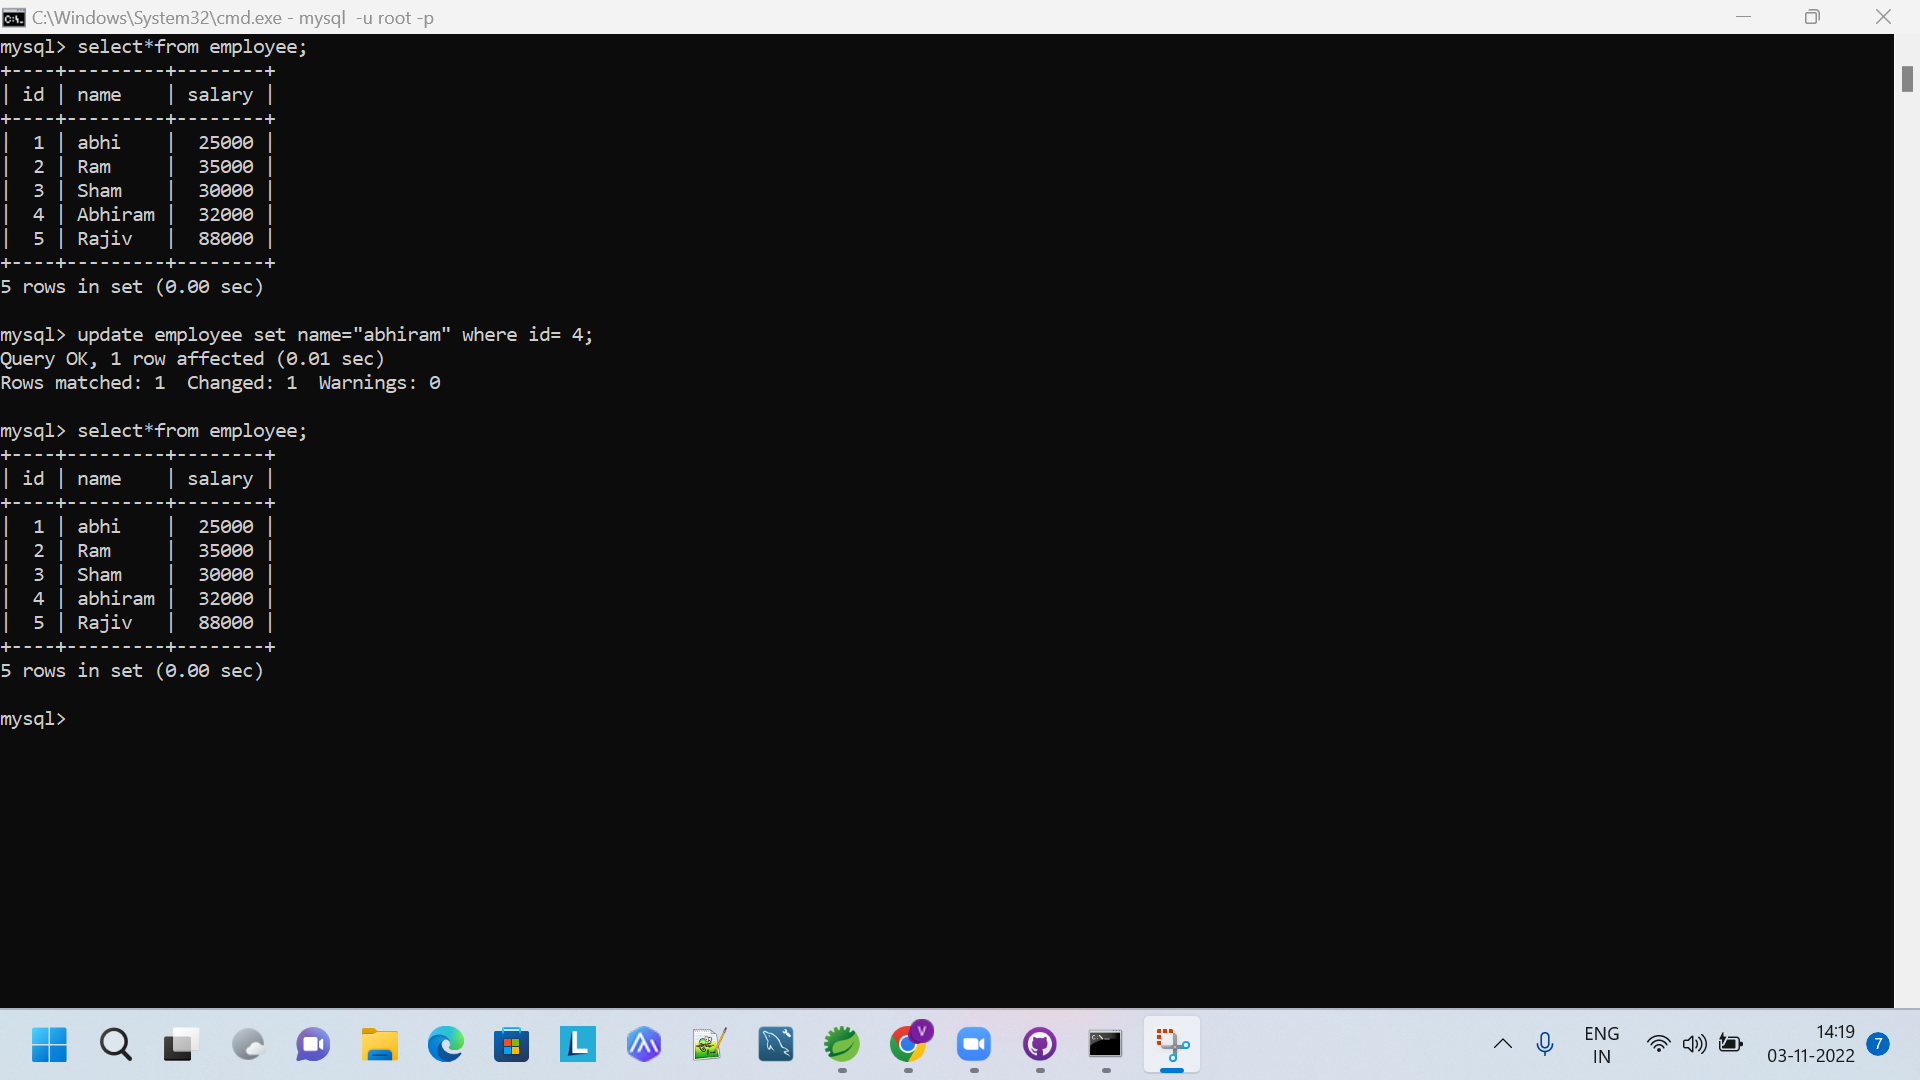 C:\Windows\System32\cmd.exe - mysql  -u root -p
mysql> select*from employee;
+----+---------+--------+
| id | name    | salary |
+----+---------+--------+
|  1 | abhi    |  25000 |
|  2 | Ram     |  35000 |
|  3 | Sham    |  30000 |
|  4 | Abhiram |  32000 |
|  5 | Rajiv   |  88000 |
+----+---------+--------+
5 rows in set (0.00 sec)
mysql> update employee set name="abhiram" where id= 4;
Query OK, 1 row affected (0.01 sec)
Rows matched: 1  Changed: 1  Warnings: 0
mysql> select*from employee;
+----+---------+--------+
| id | name    | salary |
+----+---------+--------+
|  1 | abhi    |  25000 |
|  2 | Ram     |  35000 |
|  3 | Sham    |  30000 |
|  4 | abhiram |  32000 |
|  5 | Rajiv   |  88000 |
+----+---------+--------+
5 rows in set (0.00 sec)
mysql>
L
V
ENG
IN
14:19
03-11-2022
7